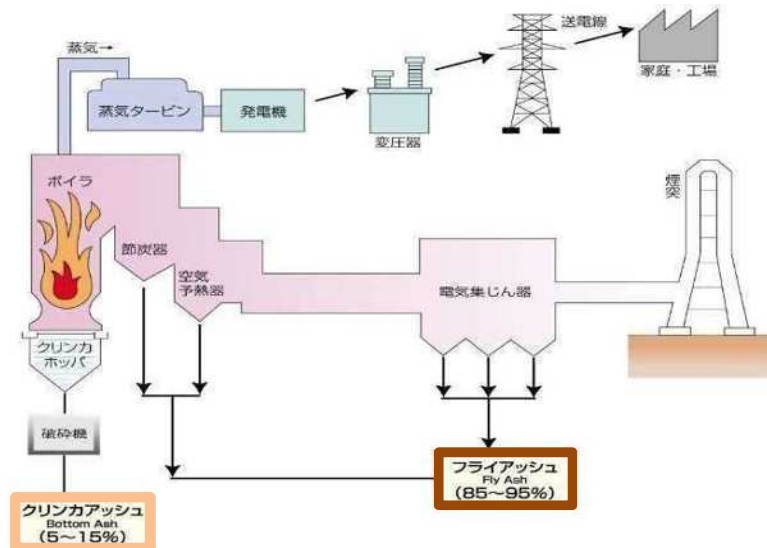 蒸気→
送電線
家庭・工場
蒸気タービン
発電機
変圧器
ボイラ
煙突
節炭器
空気
予熱器
電気集じん器
クリンカ
ホッパ
破砕機
フライアッシュ
Fly Ash
(85～95%)
クリンカアッシュ
Bottom Ash
(5～15%)